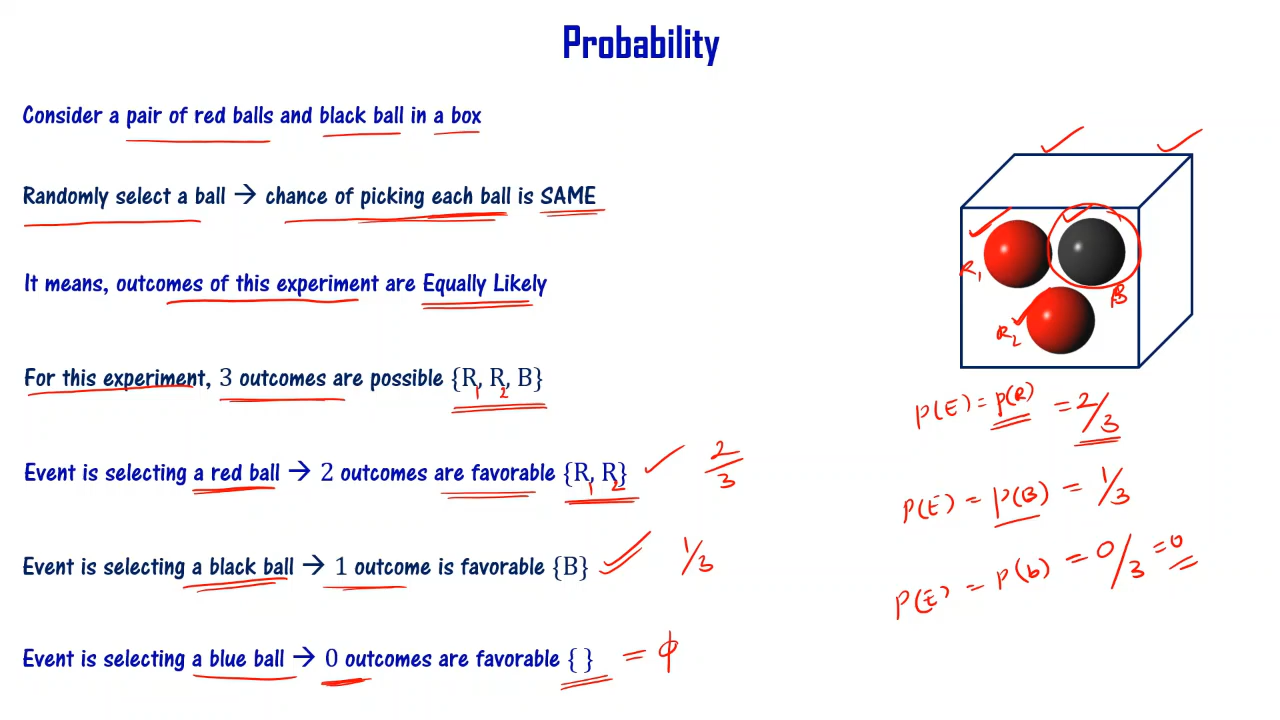 Probability
Consider a pair of red balls and black ball in a box
Randomly select a ball → chance of picking each ball is SAME
It means, outcomes of this experiment are Equally Likely
For this experiment, 3 outcomes are possible {R₁, R₂, B}
Event is selecting a red ball → 2 outcomes are favorable {R₁, R₂} 2/3
Event is selecting a black ball → 1 outcome is favorable {B} 1/3
Event is selecting a blue ball → 0 outcomes are favorable { } = ϕ
R₁
B
R₂
P(E) = P(R) = 2/3
P(E) = P(B) = 1/3
P(E) = P(b) = 0/3 = 0